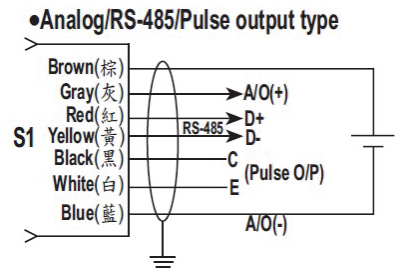 ●Analog/RS-485/Pulse output type
Brown(棕)
Gray(灰)
A/O(+)
Red(紅)
D+
S1
Yellow(黃)
RS-485
D-
Black(黑)
C
(Pulse O/P)
White(白)
E
Blue(藍)
A/O(-)